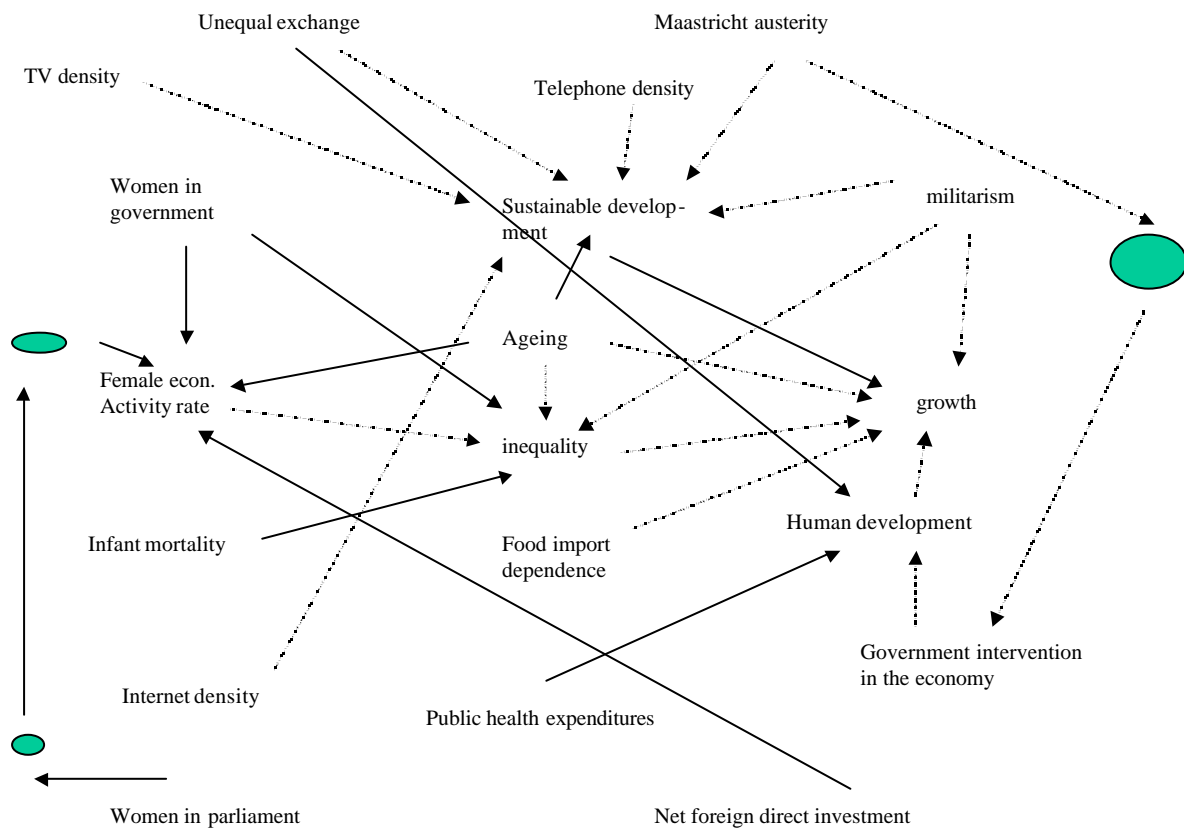 Unequal exchange
Maastricht austerity
TV density
Telephone density
Women in
government
Sustainable develop-
ment
militarism
Ageing
Female econ.
Activity rate
growth
inequality
Human development
Infant mortality
Food import
dependence
Government intervention
in the economy
Internet density
Public health expenditures
Women in parliament
Net foreign direct investment